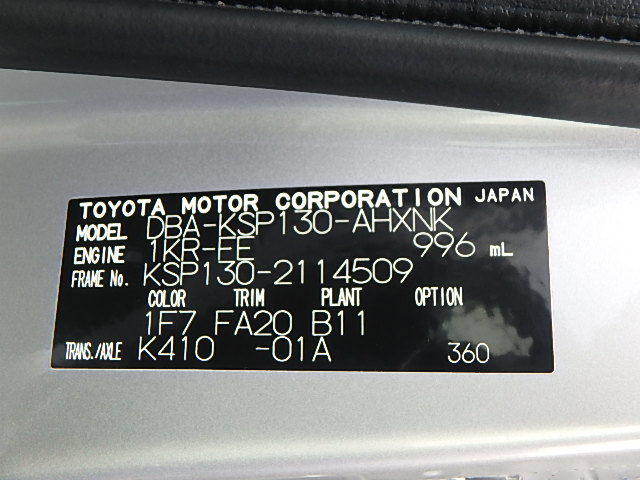 TOYOTA MOTOR CORPORATION JAPAN
MODEL DBA-KSP130-AHXNK
ENGINE 1KR-EE 996 mL
FRAME No. KSP130-2114509
COLOR TRIM PLANT OPTION
1F7 FA20 B11
TRANS./AXLE K410 -01A 360